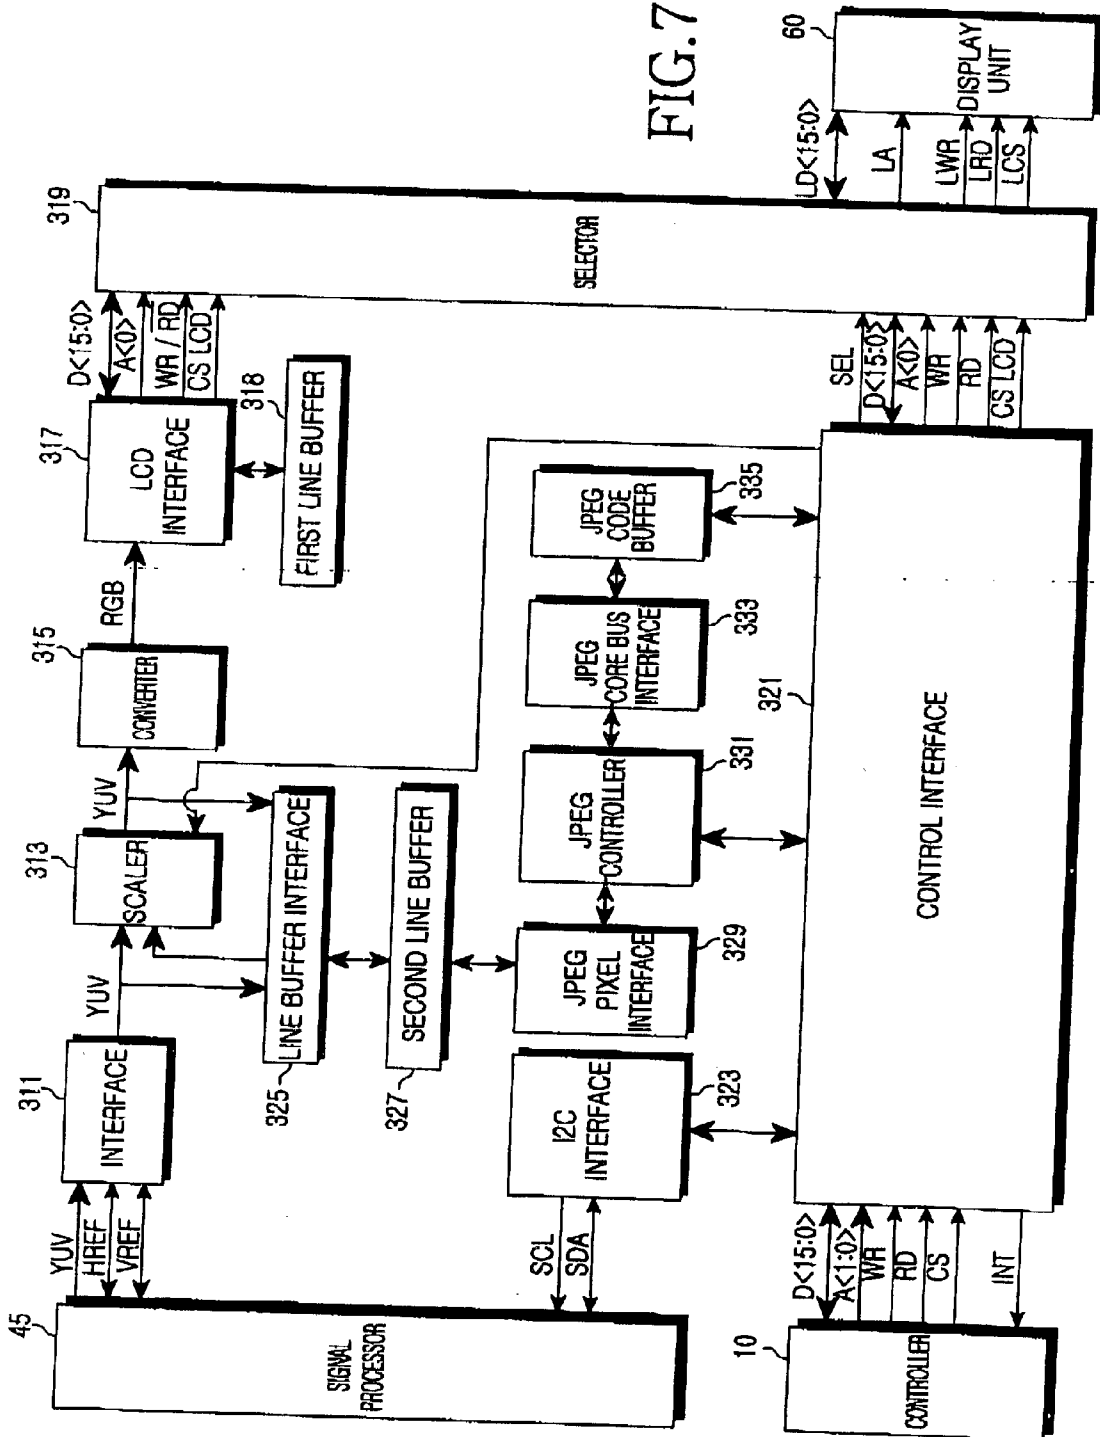 FIG.7
45
SIGNAL
PROCESSOR
YUV
HREF
VREF
311
INTERFACE
YUV
313
SCALER
YUV
315
CONVERTER
RGB
317
LCD
INTERFACE
D<15:0>
A<0>
WR / RD
CS LCD
318
FIRST LINE BUFFER
319
SELECTOR
LINE BUFFER INTERFACE
325
SECOND LINE BUFFER
327
SCL
SDA
I2C
INTERFACE
323
JPEG
PIXEL
INTERFACE
329
JPEG
CONTROLLER
331
JPEG
CORE BUS
INTERFACE
333
JPEG
CODE
BUFFER
335
10
CONTROLLER
D<15:0>
A<1:0>
WR
RD
CS
INT
321
CONTROL INTERFACE
SEL
D<15:0>
A<0>
WR
RD
CS LCD
LD<15:0>
LA
LWR
LRD
LCS
60
DISPLAY
UNIT